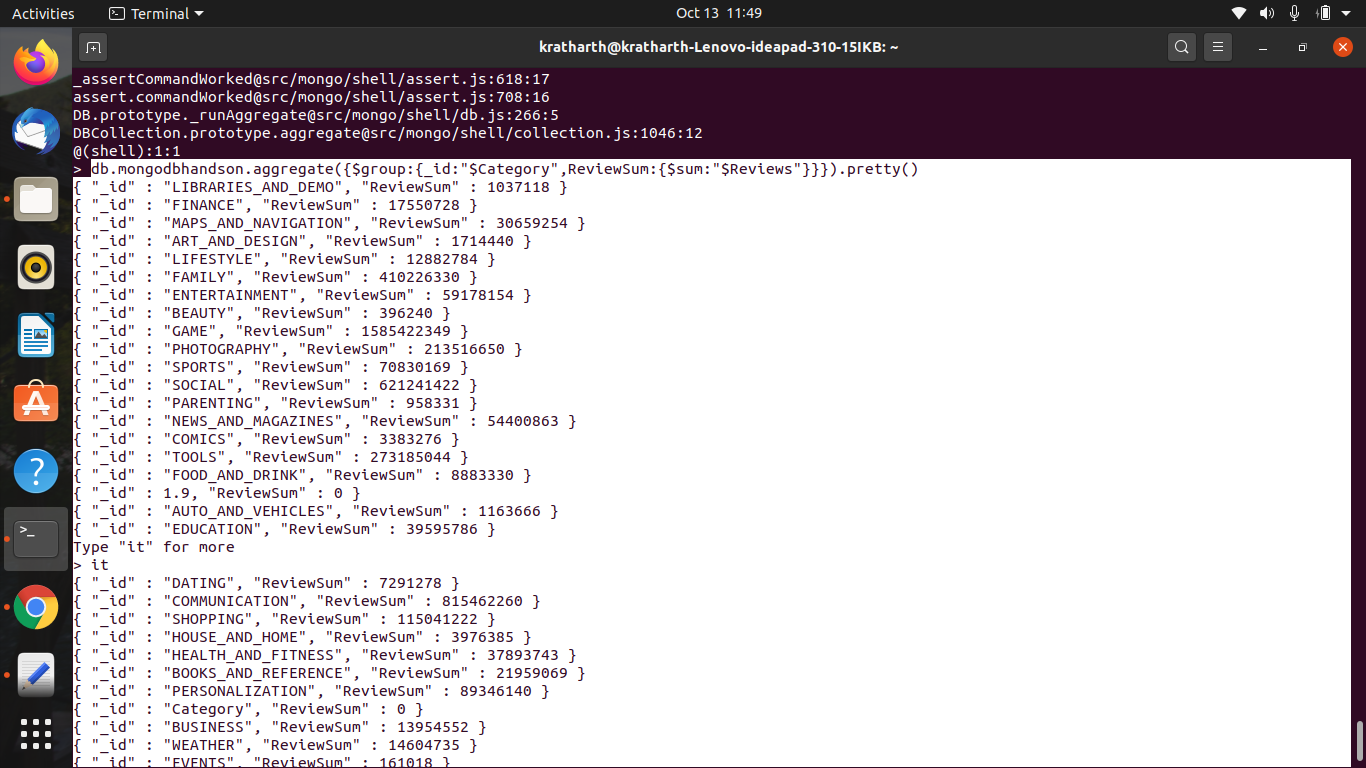 Activities
Terminal
Oct 13 11:49
kratharth@kratharth-Lenovo-ideapad-310-15IKB: ~
_assertCommandWorked@src/mongo/shell/assert.js:618:17
assert.commandWorked@src/mongo/shell/assert.js:708:16
DB.prototype._runAggregate@src/mongo/shell/db.js:266:5
DBCollection.prototype.aggregate@src/mongo/shell/collection.js:1046:12
@(shell):1:1
> db.mongodbhandson.aggregate({$group:{_id:"$Category",ReviewSum:{$sum:"$Reviews"}}}).pretty()
{ "_id" : "LIBRARIES_AND_DEMO", "ReviewSum" : 1037118 }
{ "_id" : "FINANCE", "ReviewSum" : 17550728 }
{ "_id" : "MAPS_AND_NAVIGATION", "ReviewSum" : 30659254 }
{ "_id" : "ART_AND_DESIGN", "ReviewSum" : 1714440 }
{ "_id" : "LIFESTYLE", "ReviewSum" : 12882784 }
{ "_id" : "FAMILY", "ReviewSum" : 410226330 }
{ "_id" : "ENTERTAINMENT", "ReviewSum" : 59178154 }
{ "_id" : "BEAUTY", "ReviewSum" : 396240 }
{ "_id" : "GAME", "ReviewSum" : 1585422349 }
{ "_id" : "PHOTOGRAPHY", "ReviewSum" : 213516650 }
{ "_id" : "SPORTS", "ReviewSum" : 70830169 }
{ "_id" : "SOCIAL", "ReviewSum" : 621241422 }
{ "_id" : "PARENTING", "ReviewSum" : 958331 }
{ "_id" : "NEWS_AND_MAGAZINES", "ReviewSum" : 54400863 }
{ "_id" : "COMICS", "ReviewSum" : 3383276 }
{ "_id" : "TOOLS", "ReviewSum" : 273185044 }
{ "_id" : "FOOD_AND_DRINK", "ReviewSum" : 8883330 }
{ "_id" : 1.9, "ReviewSum" : 0 }
{ "_id" : "AUTO_AND_VEHICLES", "ReviewSum" : 1163666 }
{ "_id" : "EDUCATION", "ReviewSum" : 39595786 }
Type "it" for more
> it
{ "_id" : "DATING", "ReviewSum" : 7291278 }
{ "_id" : "COMMUNICATION", "ReviewSum" : 815462260 }
{ "_id" : "SHOPPING", "ReviewSum" : 115041222 }
{ "_id" : "HOUSE_AND_HOME", "ReviewSum" : 3976385 }
{ "_id" : "HEALTH_AND_FITNESS", "ReviewSum" : 37893743 }
{ "_id" : "BOOKS_AND_REFERENCE", "ReviewSum" : 21959069 }
{ "_id" : "PERSONALIZATION", "ReviewSum" : 89346140 }
{ "_id" : "Category", "ReviewSum" : 0 }
{ "_id" : "BUSINESS", "ReviewSum" : 13954552 }
{ "_id" : "WEATHER", "ReviewSum" : 14604735 }
{ "_id" : "EVENTS", "ReviewSum" : 161018 }